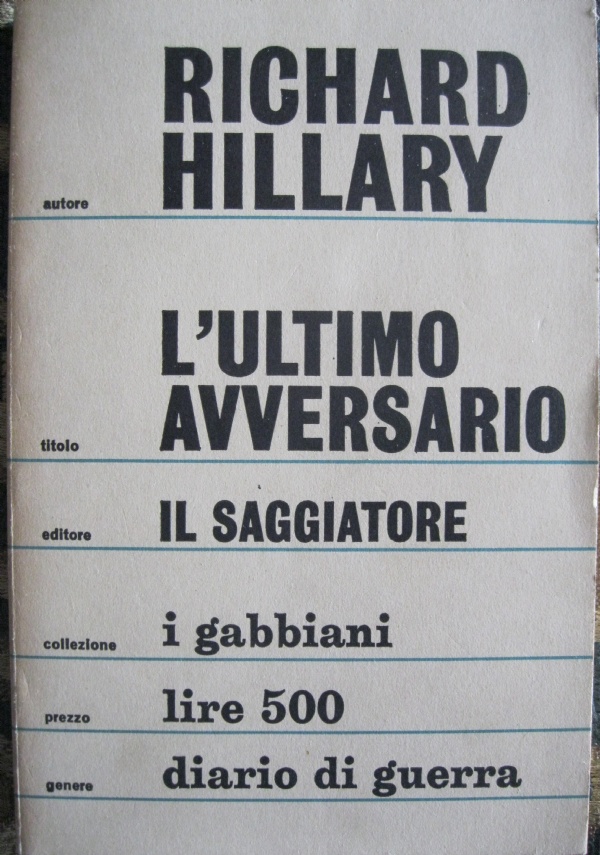 RICHARD
autore HILLARY
L'ULTIMO
titolo AVVERSARIO
editore IL SAGGIATORE
collezione i gabbiani
prezzo lire 500
genere diario di guerra